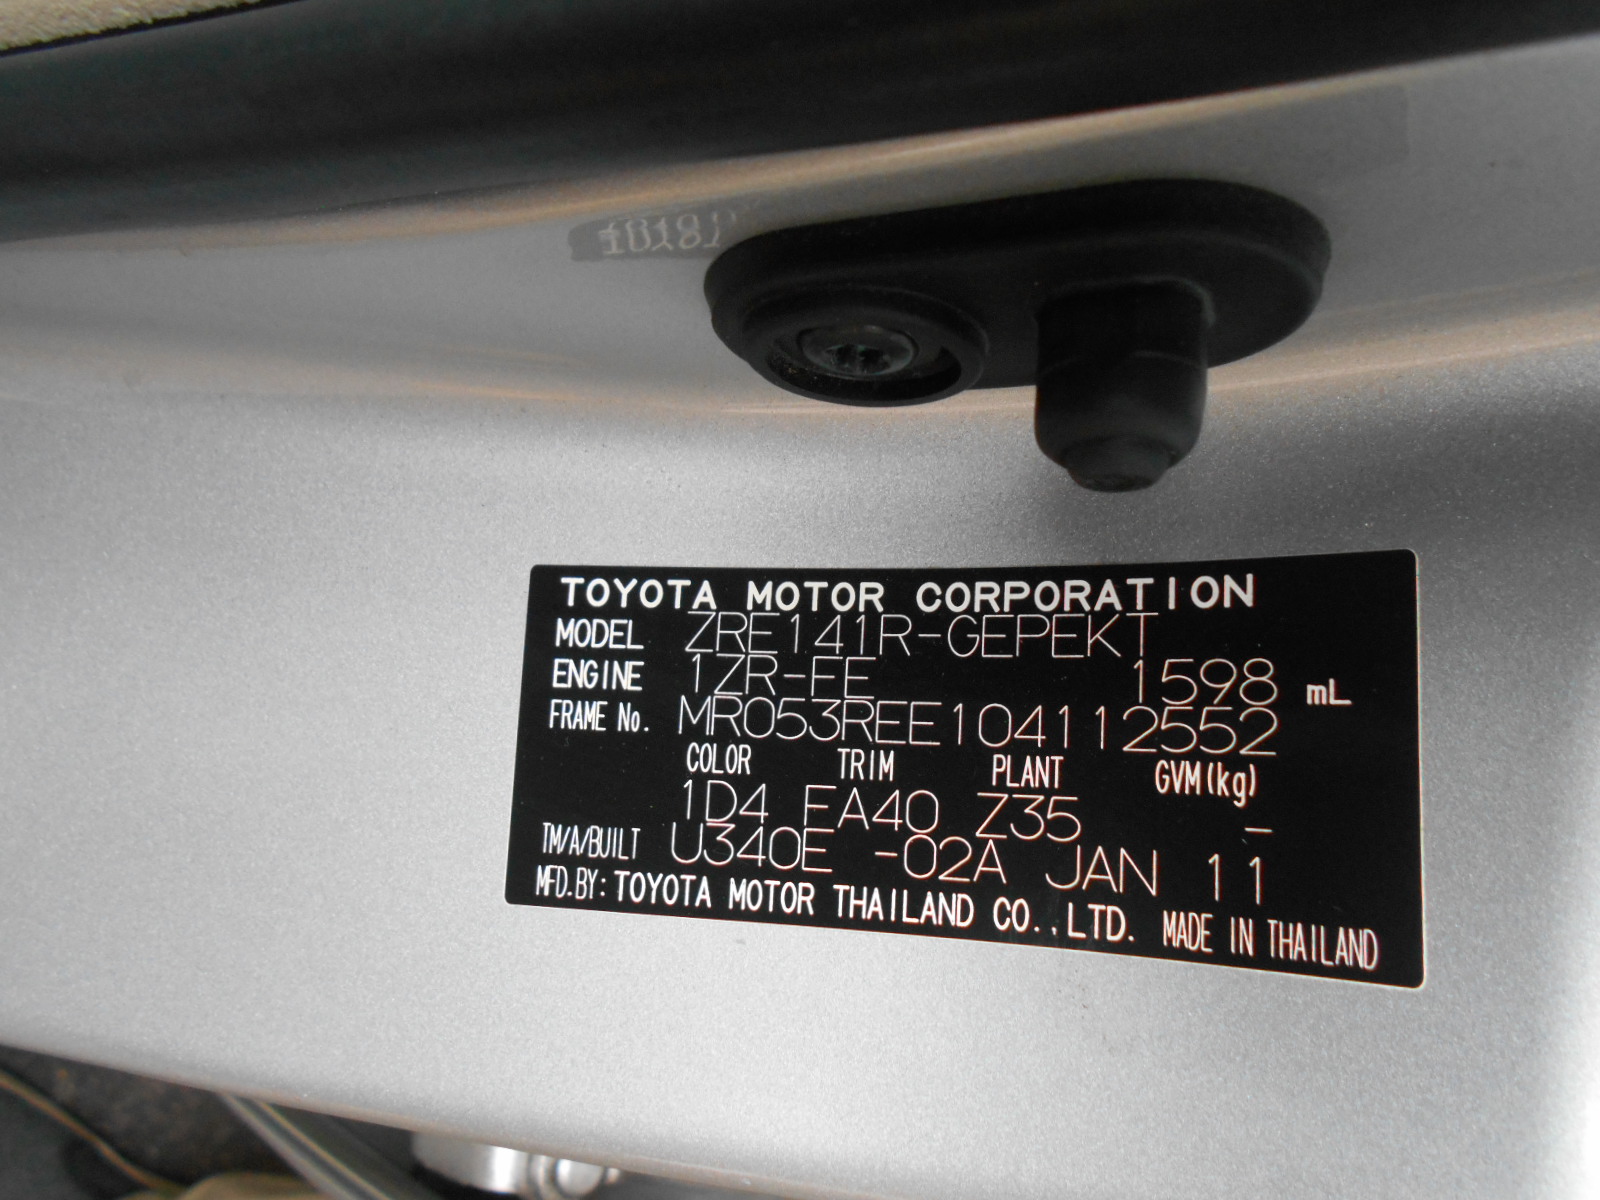 TOYOTA MOTOR CORPORATION
MODEL ZRE141R-GEPEKT
ENGINE 1ZR-FE 1598 mL
FRAME No. MR053REE104112552
COLOR TRIM PLANT GVM(kg)
1D4 FA40 Z35 -
TM/A/BUILT U340E -02A JAN 11
MFD.BY: TOYOTA MOTOR THAILAND CO.,LTD. MADE IN THAILAND